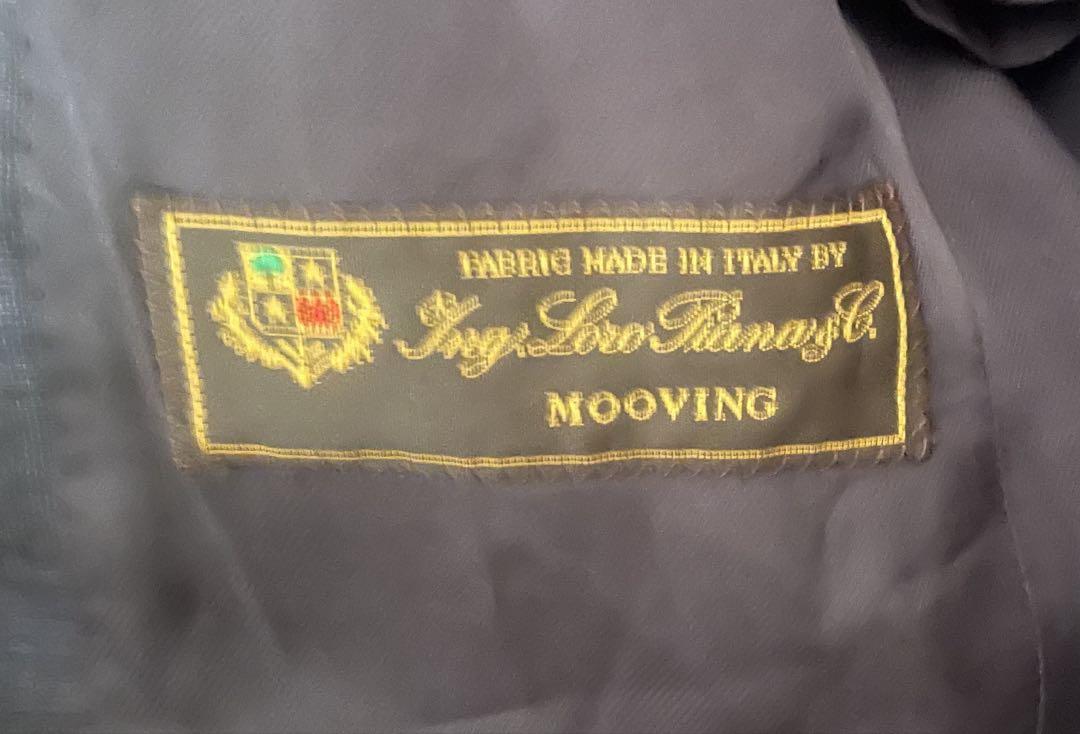 FABRIC MADE IN ITALY BY
Ing. Loro Piana & C.
MOOVING